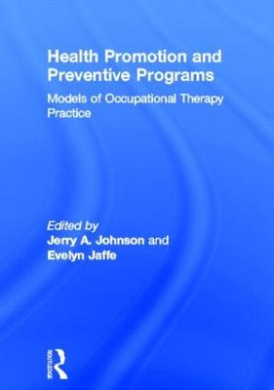 Health Promotion and
Preventive Programs
Models of Occupational Therapy
Practice
Edited by
Jerry A. Johnson and
Evelyn Jaffe
ROUTLEDGE